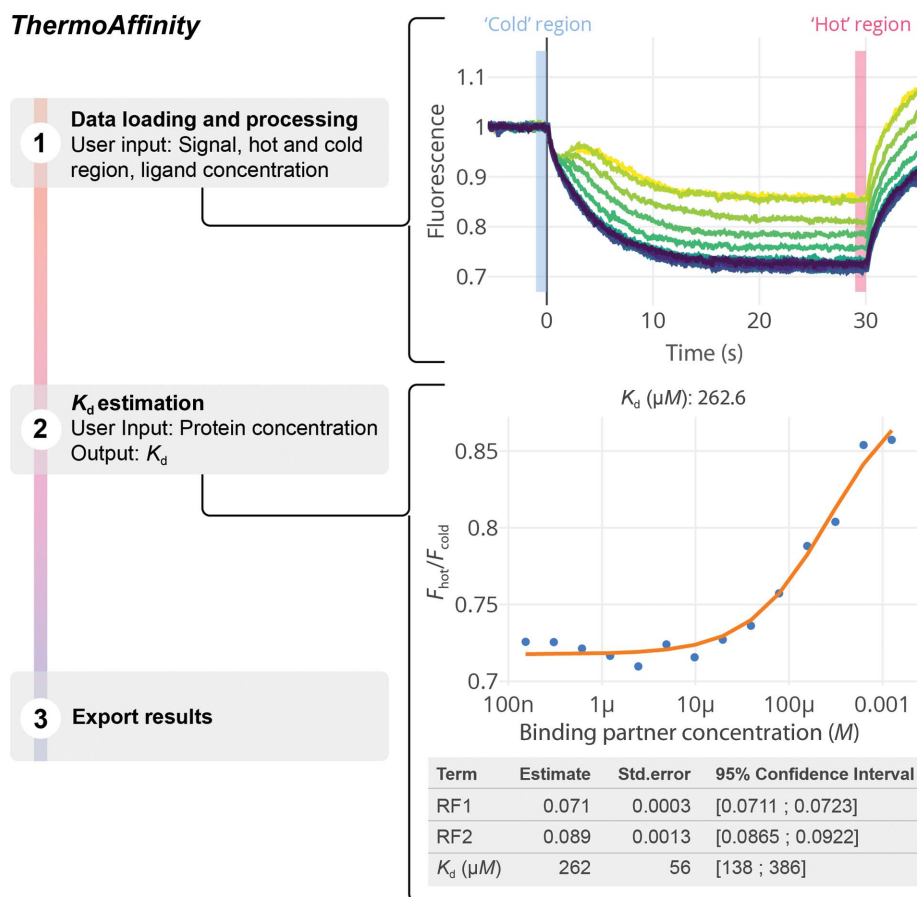 ThermoAffinity
1
Data loading and processing
User input: Signal, hot and cold
region, ligand concentration
'Cold' region
'Hot' region
Fluorescence
1.1
1
0.9
0.8
0.7
0
10
20
30
Time (s)
2
Kd estimation
User Input: Protein concentration
Output: Kd
Kd (μM): 262.6
Fhot/Fcold
0.85
0.8
0.75
0.7
100n
1μ
10μ
100μ
0.001
Binding partner concentration (M)
3
Export results
Term Estimate Std.error 95% Confidence Interval
RF1 0.071 0.0003 [0.0711 ; 0.0723]
RF2 0.089 0.0013 [0.0865 ; 0.0922]
Kd (μM) 262 56 [138 ; 386]